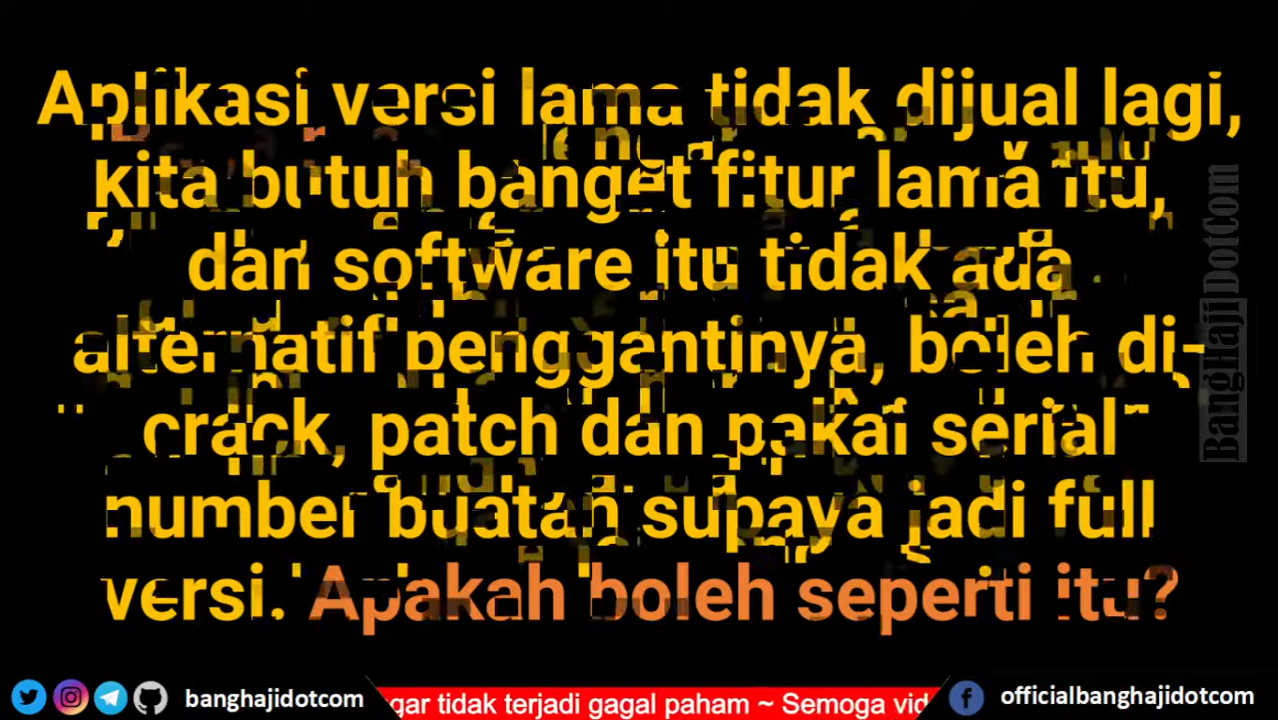 Aplikasi versi lama tidak dijual lagi,
kita butuh banget fitur lama itu,
dan software itu tidak ada
alternatif penggantinya, boleh di-
crack, patch dan pakai serial
number buatan supaya jadi full
versi. Apakah boleh seperti itu?
BangHajiDotCom
banghajidotcom
gar tidak terjadi gagal paham ~ Semoga vid
officialbanghajidotcom